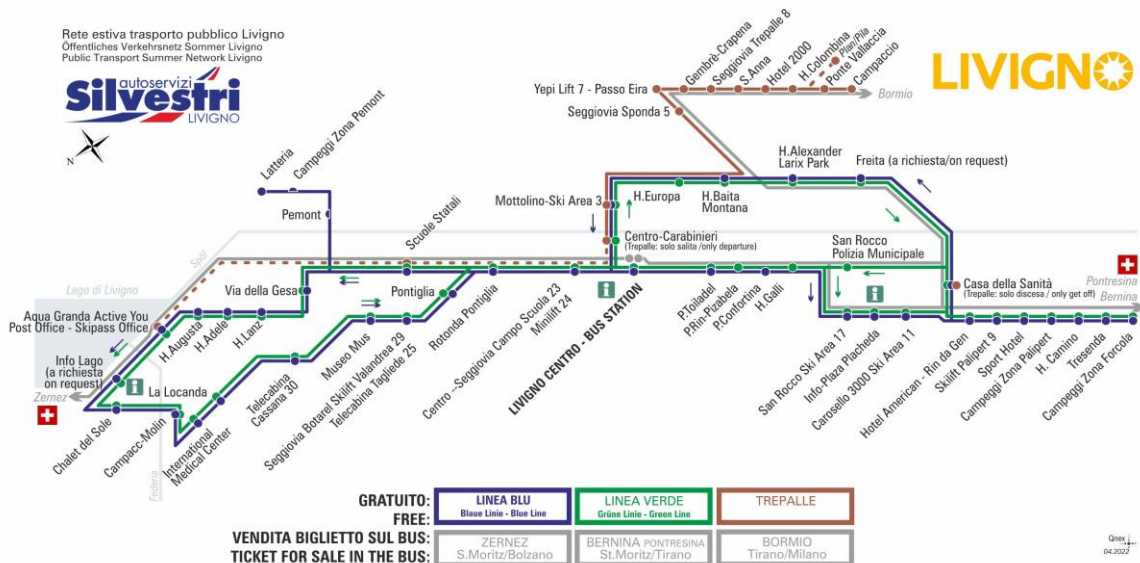 Rete estiva trasporto pubblico Livigno
Öffentliches Verkehrsnetz Sommer Livigno
Public Transport Summer Network Livigno
autoservizi
Silvestri
LIVIGNO
N
LIVIGNO
Gembrè-Crapena
Seggiovia Trepalle 8
S.Anna
Hotel 2000
H.Colombina
Plan/Pila
Ponte Vallaccia
Campaccio
Yepi Lift 7 - Passo Eira
Bormio
Seggiovia Sponda 5
Latteria
Campeggi Zona Pemont
Pemont
H.Alexander
Larix Park
Freita (a richiesta/on request)
Mottolino-Ski Area 3
H.Europa
H.Baita
Montana
Scuole Statali
Centro-Carabinieri
(Trepalle: solo salita /only departure)
San Rocco
Polizia Municipale
Spöl
Lago di Livigno
Via della Gesa
Pontiglia
i
i
Casa della Sanità
(Trepalle: solo discesa / only get off)
Pontresina
Bernina
Aqua Granda Active You
Post Office - Skipass Office
H.Augusta
H.Adele
H.Lanz
Museo Mus
Rotonda Pontiglia
Centro -Seggiovia Campo Scuola 23
Minilift 24
LIVIGNO CENTRO - BUS STATION
P.Toiladel
P.Rin-Pizabela
P.Confortina
H.Galli
Info Lago
(a richiesta
on request)
i
Zernez
La Locanda
Chalet del Sole
Campacc-Molin
Federia
International
Medical Center
Telecabina
Cassana 30
Seggiovia Botarel Skilift Valandrea 29
Telecabina Tagliede 25
San Rocco Ski Area 17
Info-Plaza Placheda
Carosello 3000 Ski Area 11
Hotel American - Rin da Geri
Skilift Palipert 9
Sport Hotel
Campeggi Zona Palipert
H. Camino
Tresenda
Campeggi Zona Forcola
GRATUITO:
FREE:
LINEA BLU
Blaue Linie - Blue Line
LINEA VERDE
Grüne Linie - Green Line
TREPALLE
VENDITA BIGLIETTO SUL BUS:
TICKET FOR SALE IN THE BUS:
ZERNEZ
S.Moritz/Bolzano
BERNINA PONTRESINA
St.Moritz/Tirano
BORMIO
Tirano/Milano
Qnex
04.2022